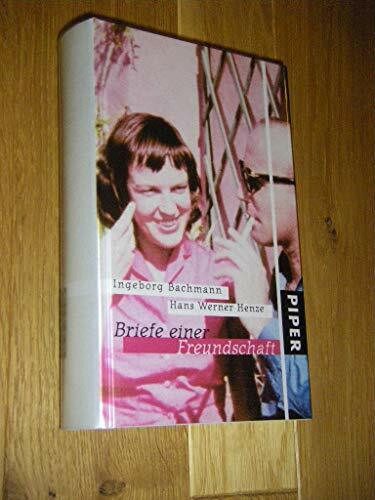 Ingeborg Bachmann
Hans Werner Henze
Briefe einer
Freundschaft
PIPER